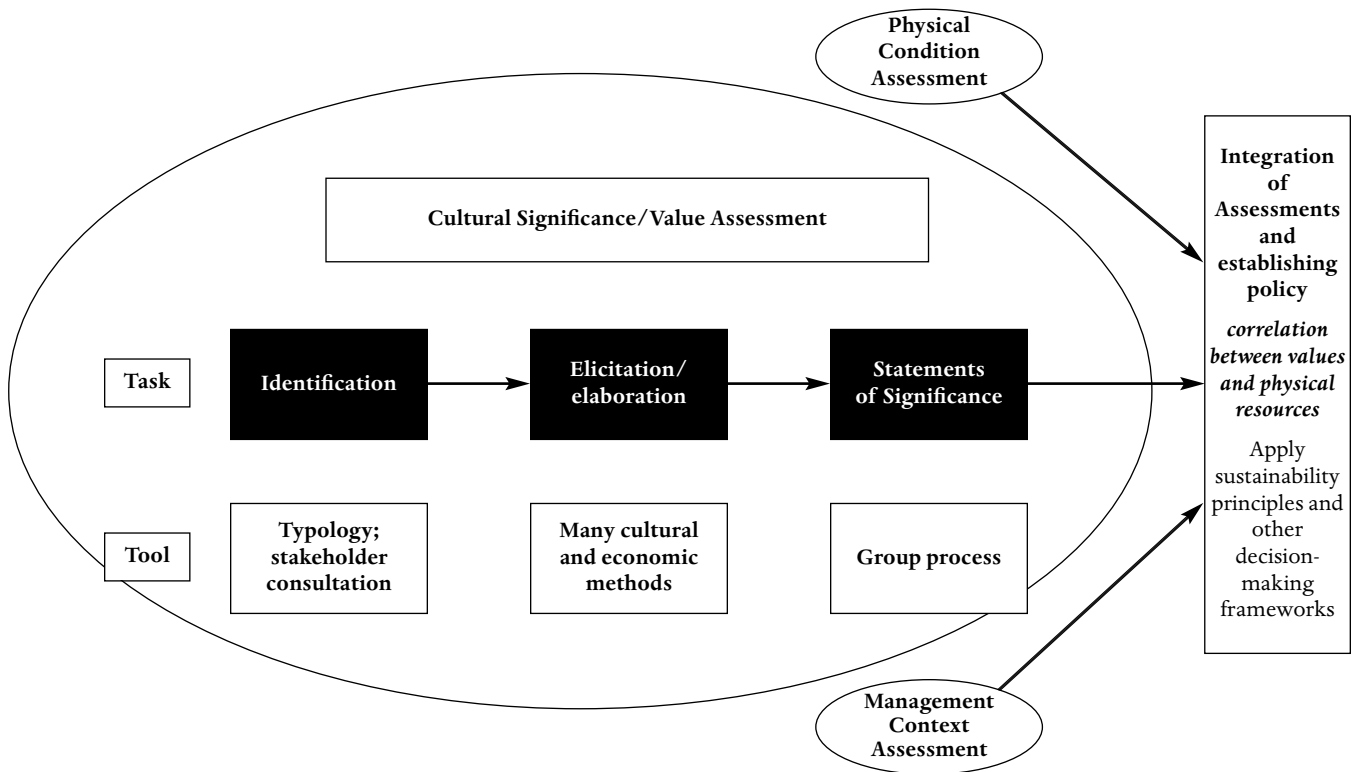 Physical
Condition
Assessment
Cultural Significance/Value Assessment
Task
Identification
Elicitation/
elaboration
Statements
of Significance
Tool
Typology;
stakeholder
consultation
Many cultural
and economic
methods
Group process
Management
Context
Assessment
Integration
of
Assessments
and
establishing
policy
correlation
between values
and physical
resources
Apply
sustainability
principles and
other
decision-
making
frameworks